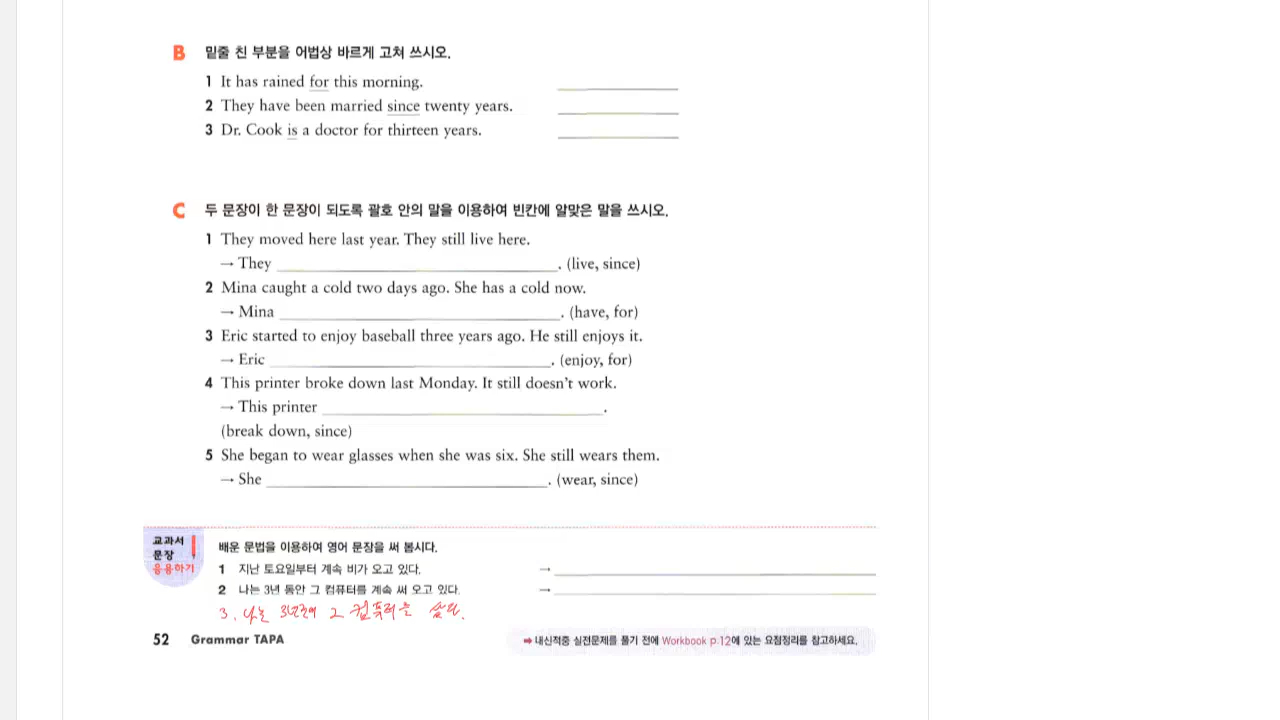 B 밑줄 친 부분을 어법상 바르게 고쳐 쓰시오.
1 It has rained for this morning.
2 They have been married since twenty years.
3 Dr. Cook is a doctor for thirteen years.
C 두 문장이 한 문장이 되도록 괄호 안의 말을 이용하여 빈칸에 알맞은 말을 쓰시오.
1 They moved here last year. They still live here.
→ They ______. (live, since)
2 Mina caught a cold two days ago. She has a cold now.
→ Mina ______. (have, for)
3 Eric started to enjoy baseball three years ago. He still enjoys it.
→ Eric ______. (enjoy, for)
4 This printer broke down last Monday. It still doesn't work.
→ This printer ______.
(break down, since)
5 She began to wear glasses when she was six. She still wears them.
→ She ______. (wear, since)
교과서
문장
응용하기
배운 문법을 이용하여 영어 문장을 써 봅시다.
1 지난 토요일부터 계속 비가 오고 있다. →
2 나는 3년 동안 그 컴퓨터를 계속 써 오고 있다. →
3. 나는 3년전에 그 컴퓨터를 샀다.
52 Grammar TAPA
➡ 내신적중 실전문제를 풀기 전에 Workbook p.12에 있는 요점정리를 참고하세요.